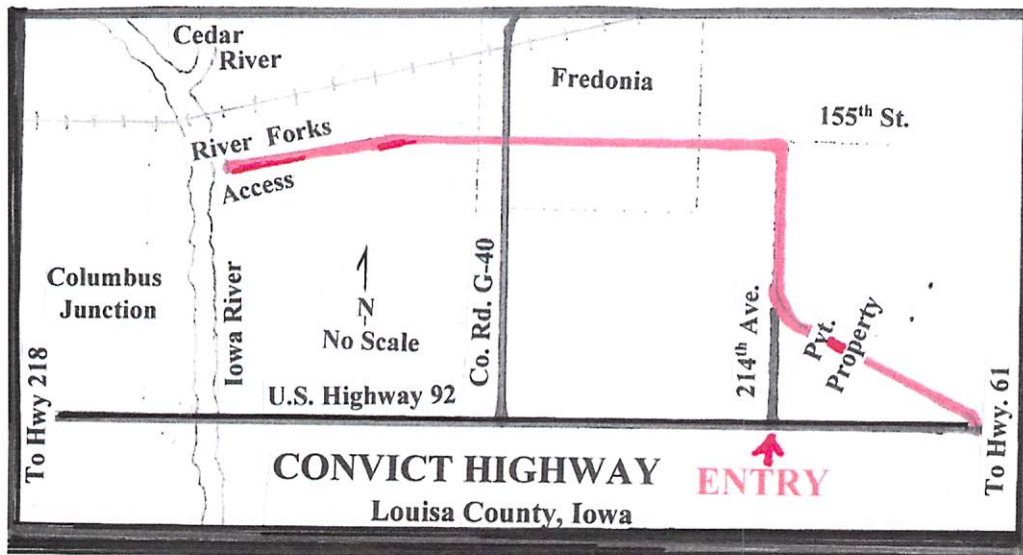 Cedar
River
Fredonia
155th St.
River Forks
Access
Columbus
Junction
Iowa River
N
No Scale
Co. Rd. G-40
214th Ave.
Pvt.
Property
To Hwy 218
U.S. Highway 92
To Hwy. 61
CONVICT HIGHWAY
ENTRY
Louisa County, Iowa